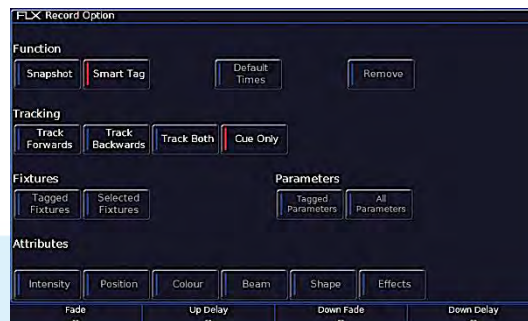 FLX Record Option
Function
Snapshot Smart Tag Default Times Remove
Tracking
Track Forwards Track Backwards Track Both Cue Only
Fixtures Parameters
Tagged Fixtures Selected Fixtures Tagged Parameters All Parameters
Attributes
Intensity Position Colour Beam Shape Effects
Fade Up Delay Down Fade Down Delay